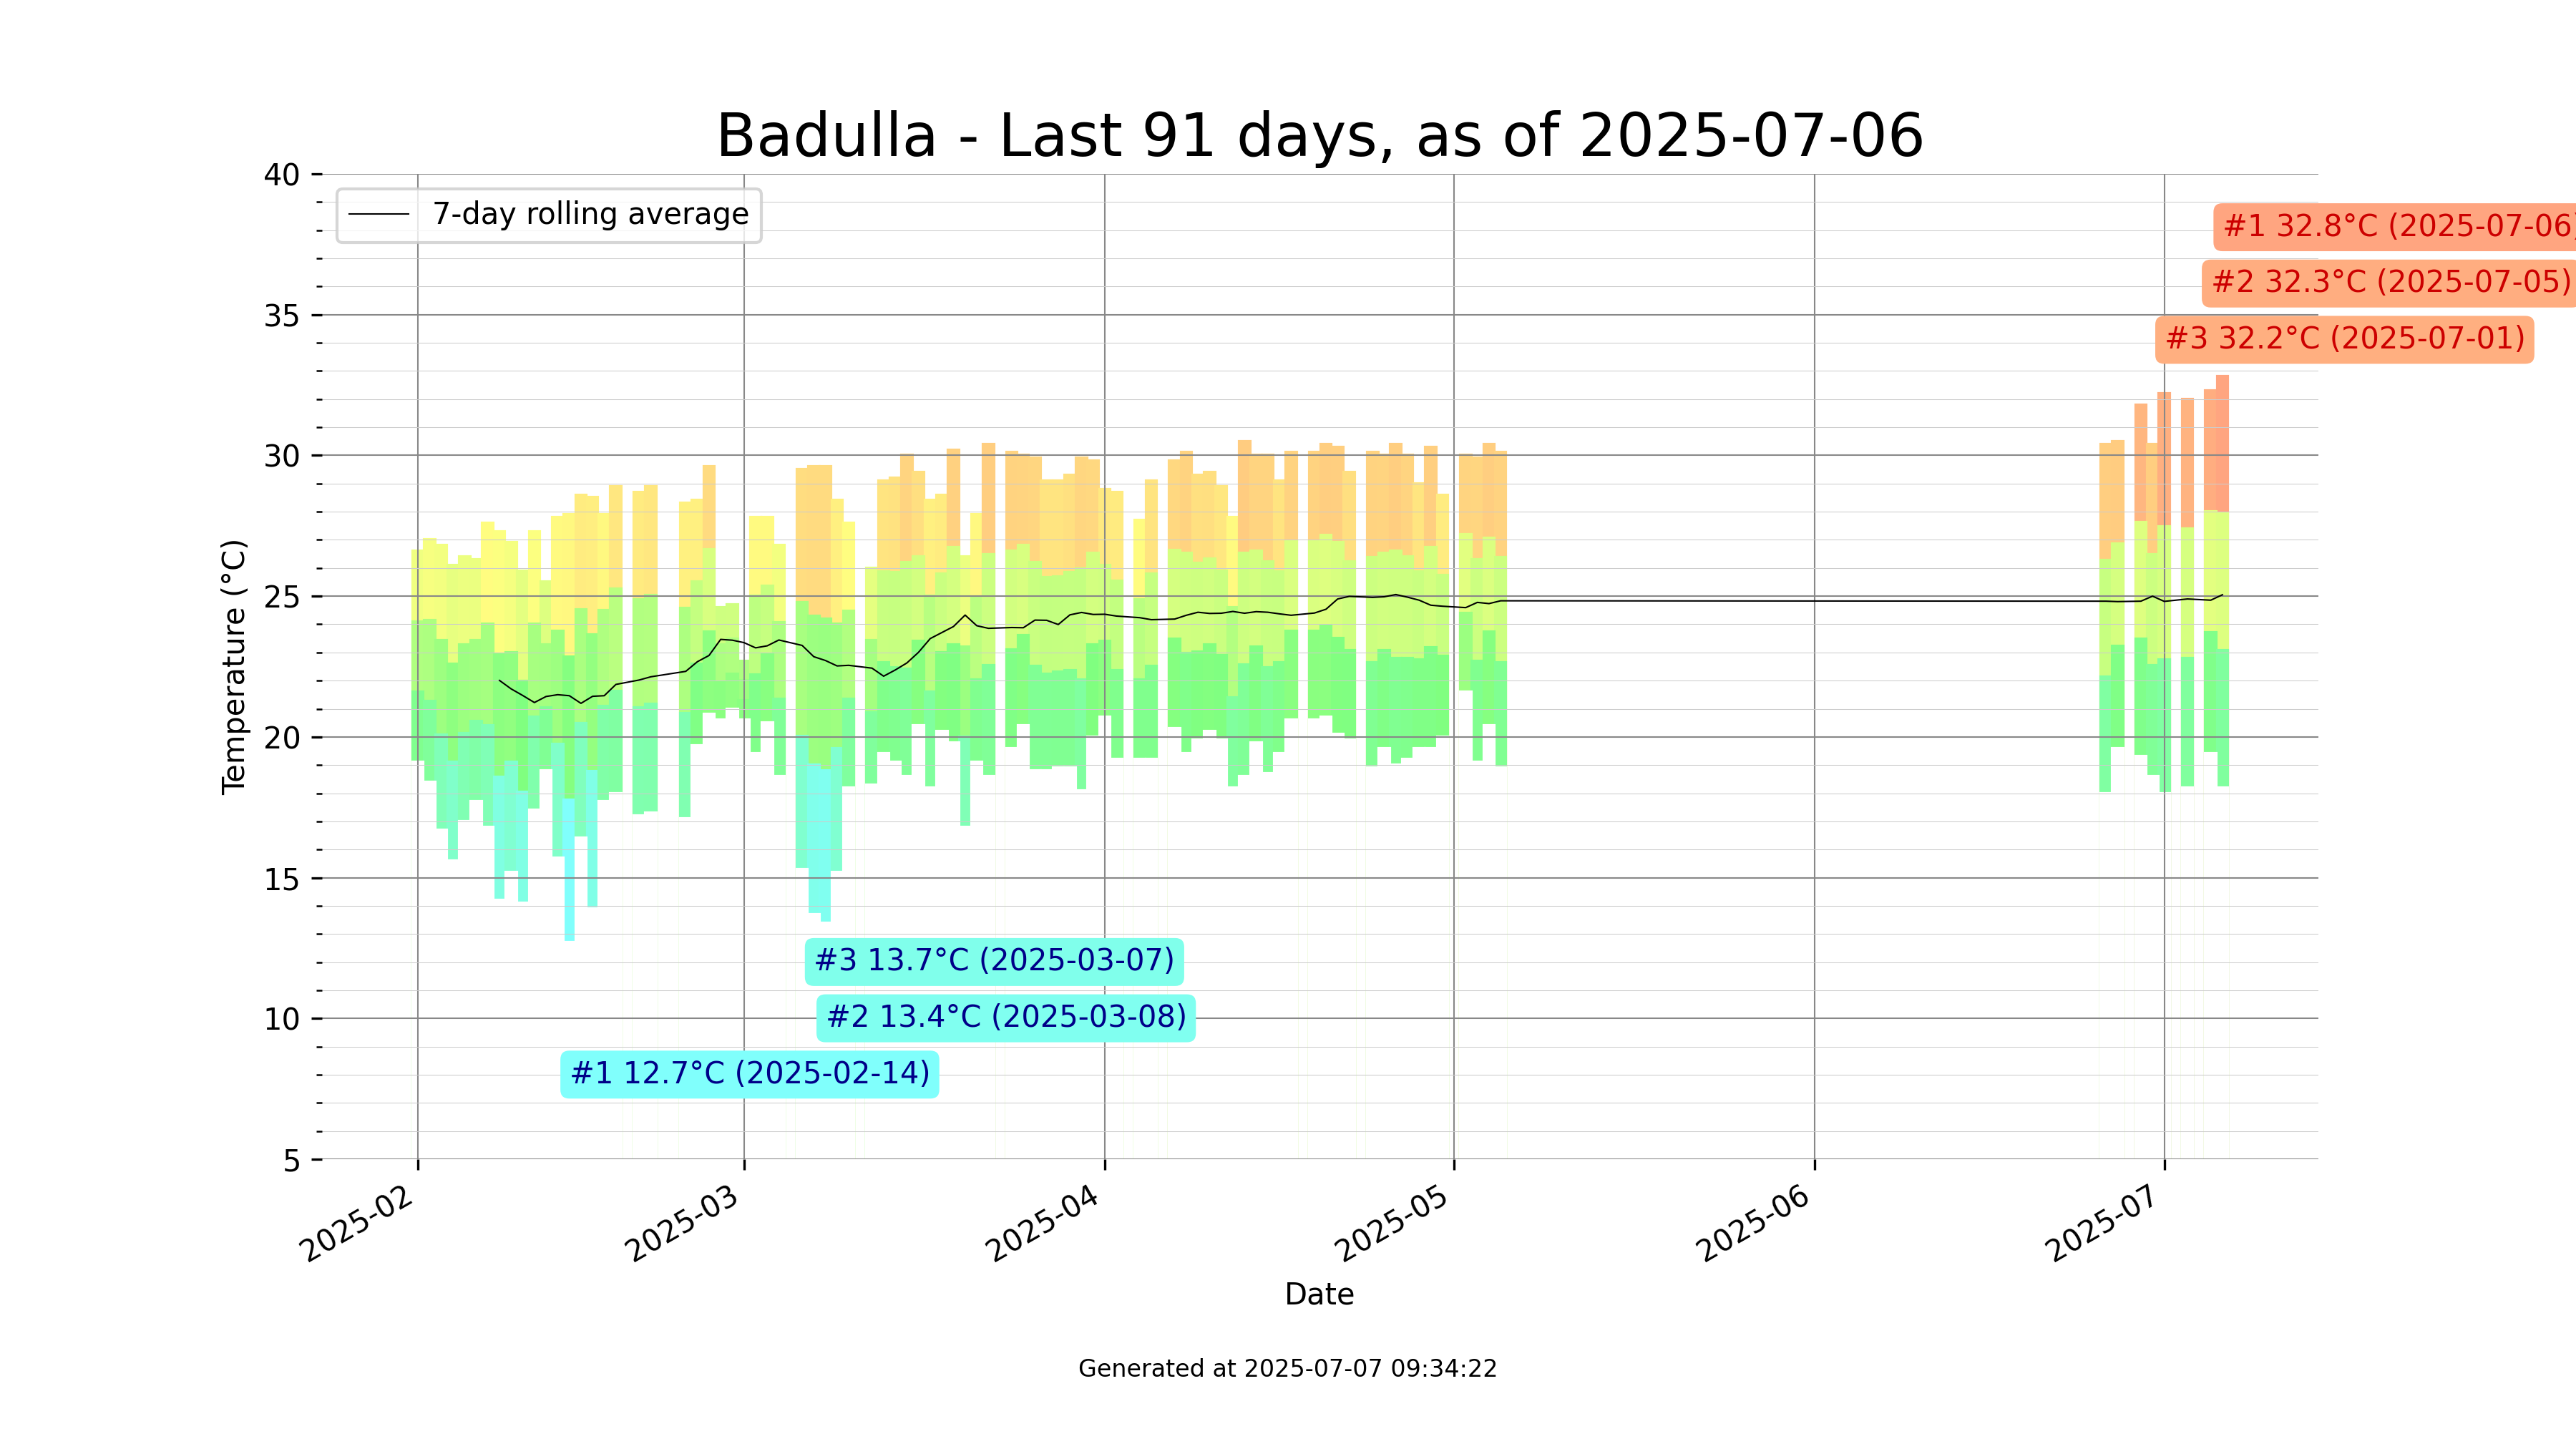 Badulla - Last 91 days, as of 2025-07-06
7-day rolling average
#1 32.8°C (2025-07-06)
#2 32.3°C (2025-07-05)
#3 32.2°C (2025-07-01)
40
35
30
25
20
15
10
5
Temperature (°C)
#3 13.7°C (2025-03-07)
#2 13.4°C (2025-03-08)
#1 12.7°C (2025-02-14)
2025-02
2025-03
2025-04
2025-05
2025-06
2025-07
Date
Generated at 2025-07-07 09:34:22